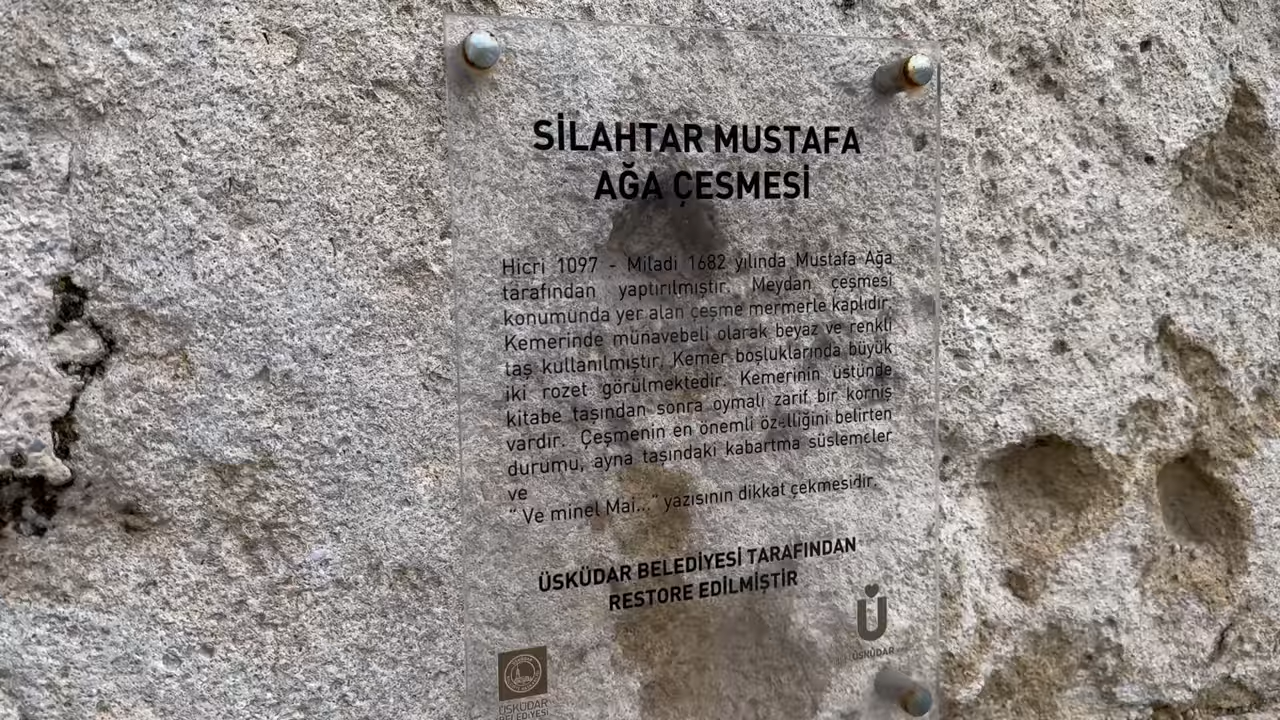 SİLAHTAR MUSTAFA
AĞA ÇESMESİ
Hicri 1097 - Miladi 1682 yılında Mustafa Ağa
tarafından yaptırılmıştır. Meydan çeşmesi
konumunda yer alan çeşme mermerle kaplıdır.
Kemerinde münavebeli olarak beyaz ve renkli
taş kullanılmıştır. Kemer boşluklarında büyük
iki rozet görülmektedir. Kemerinin üstünde
kitabe taşından sonra oymalı zarif bir korniş
vardır. Çeşmenin en önemli özelliğini belirten
durumu, ayna taşındaki kabartma süslemeler
ve
“ Ve minel Mai...” yazısının dikkat çekmesidir.
ÜSKÜDAR BELEDİYESİ TARAFINDAN
RESTORE EDİLMİŞTİR
Ü
ÜSKÜDAR
ÜSKÜDAR
BELEDİYESİ